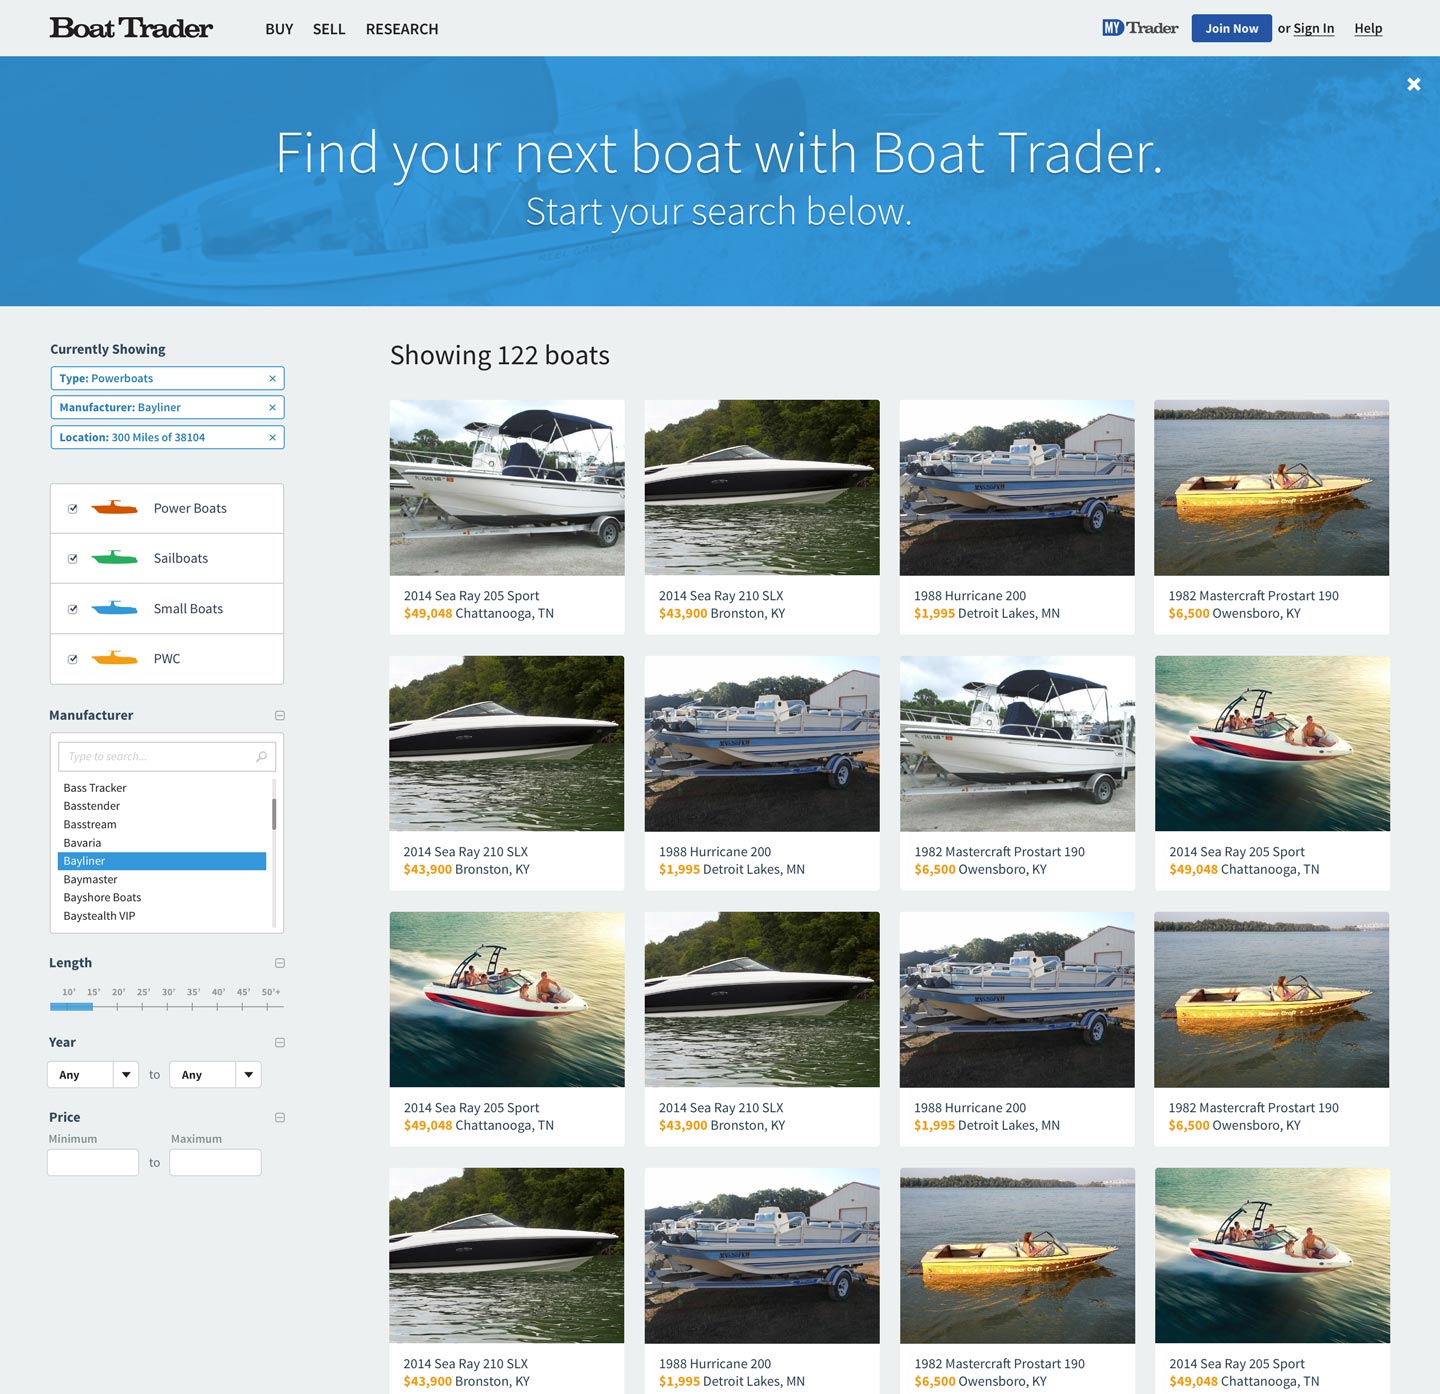 Boat Trader
BUY SELL RESEARCH
MY Trader Join Now or Sign In Help
Find your next boat with Boat Trader.
Start your search below.
Currently Showing
Type: Powerboats
Manufacturer: Bayliner
Location: 300 Miles of 38104
Power Boats
Sailboats
Small Boats
PWC
Manufacturer
Type to search...
Bass Tracker
Basstender
Basstream
Bavaria
Bayliner
Baymaster
Bayshore Boats
Baystealth VIP
Length
10' 15' 20' 25' 30' 35' 40' 45' 50'+
Year
Any to Any
Price
Minimum Maximum
to
Showing 122 boats
2014 Sea Ray 205 Sport
$49,048 Chattanooga, TN
2014 Sea Ray 210 SLX
$43,900 Bronston, KY
1988 Hurricane 200
$1,995 Detroit Lakes, MN
1982 Mastercraft Prostart 190
$6,500 Owensboro, KY
2014 Sea Ray 210 SLX
$43,900 Bronston, KY
1988 Hurricane 200
$1,995 Detroit Lakes, MN
1982 Mastercraft Prostart 190
$6,500 Owensboro, KY
2014 Sea Ray 205 Sport
$49,048 Chattanooga, TN
2014 Sea Ray 205 Sport
$49,048 Chattanooga, TN
2014 Sea Ray 210 SLX
$43,900 Bronston, KY
1988 Hurricane 200
$1,995 Detroit Lakes, MN
1982 Mastercraft Prostart 190
$6,500 Owensboro, KY
2014 Sea Ray 210 SLX
$43,900 Bronston, KY
1988 Hurricane 200
$1,995 Detroit Lakes, MN
1982 Mastercraft Prostart 190
$6,500 Owensboro, KY
2014 Sea Ray 205 Sport
$49,048 Chattanooga, TN